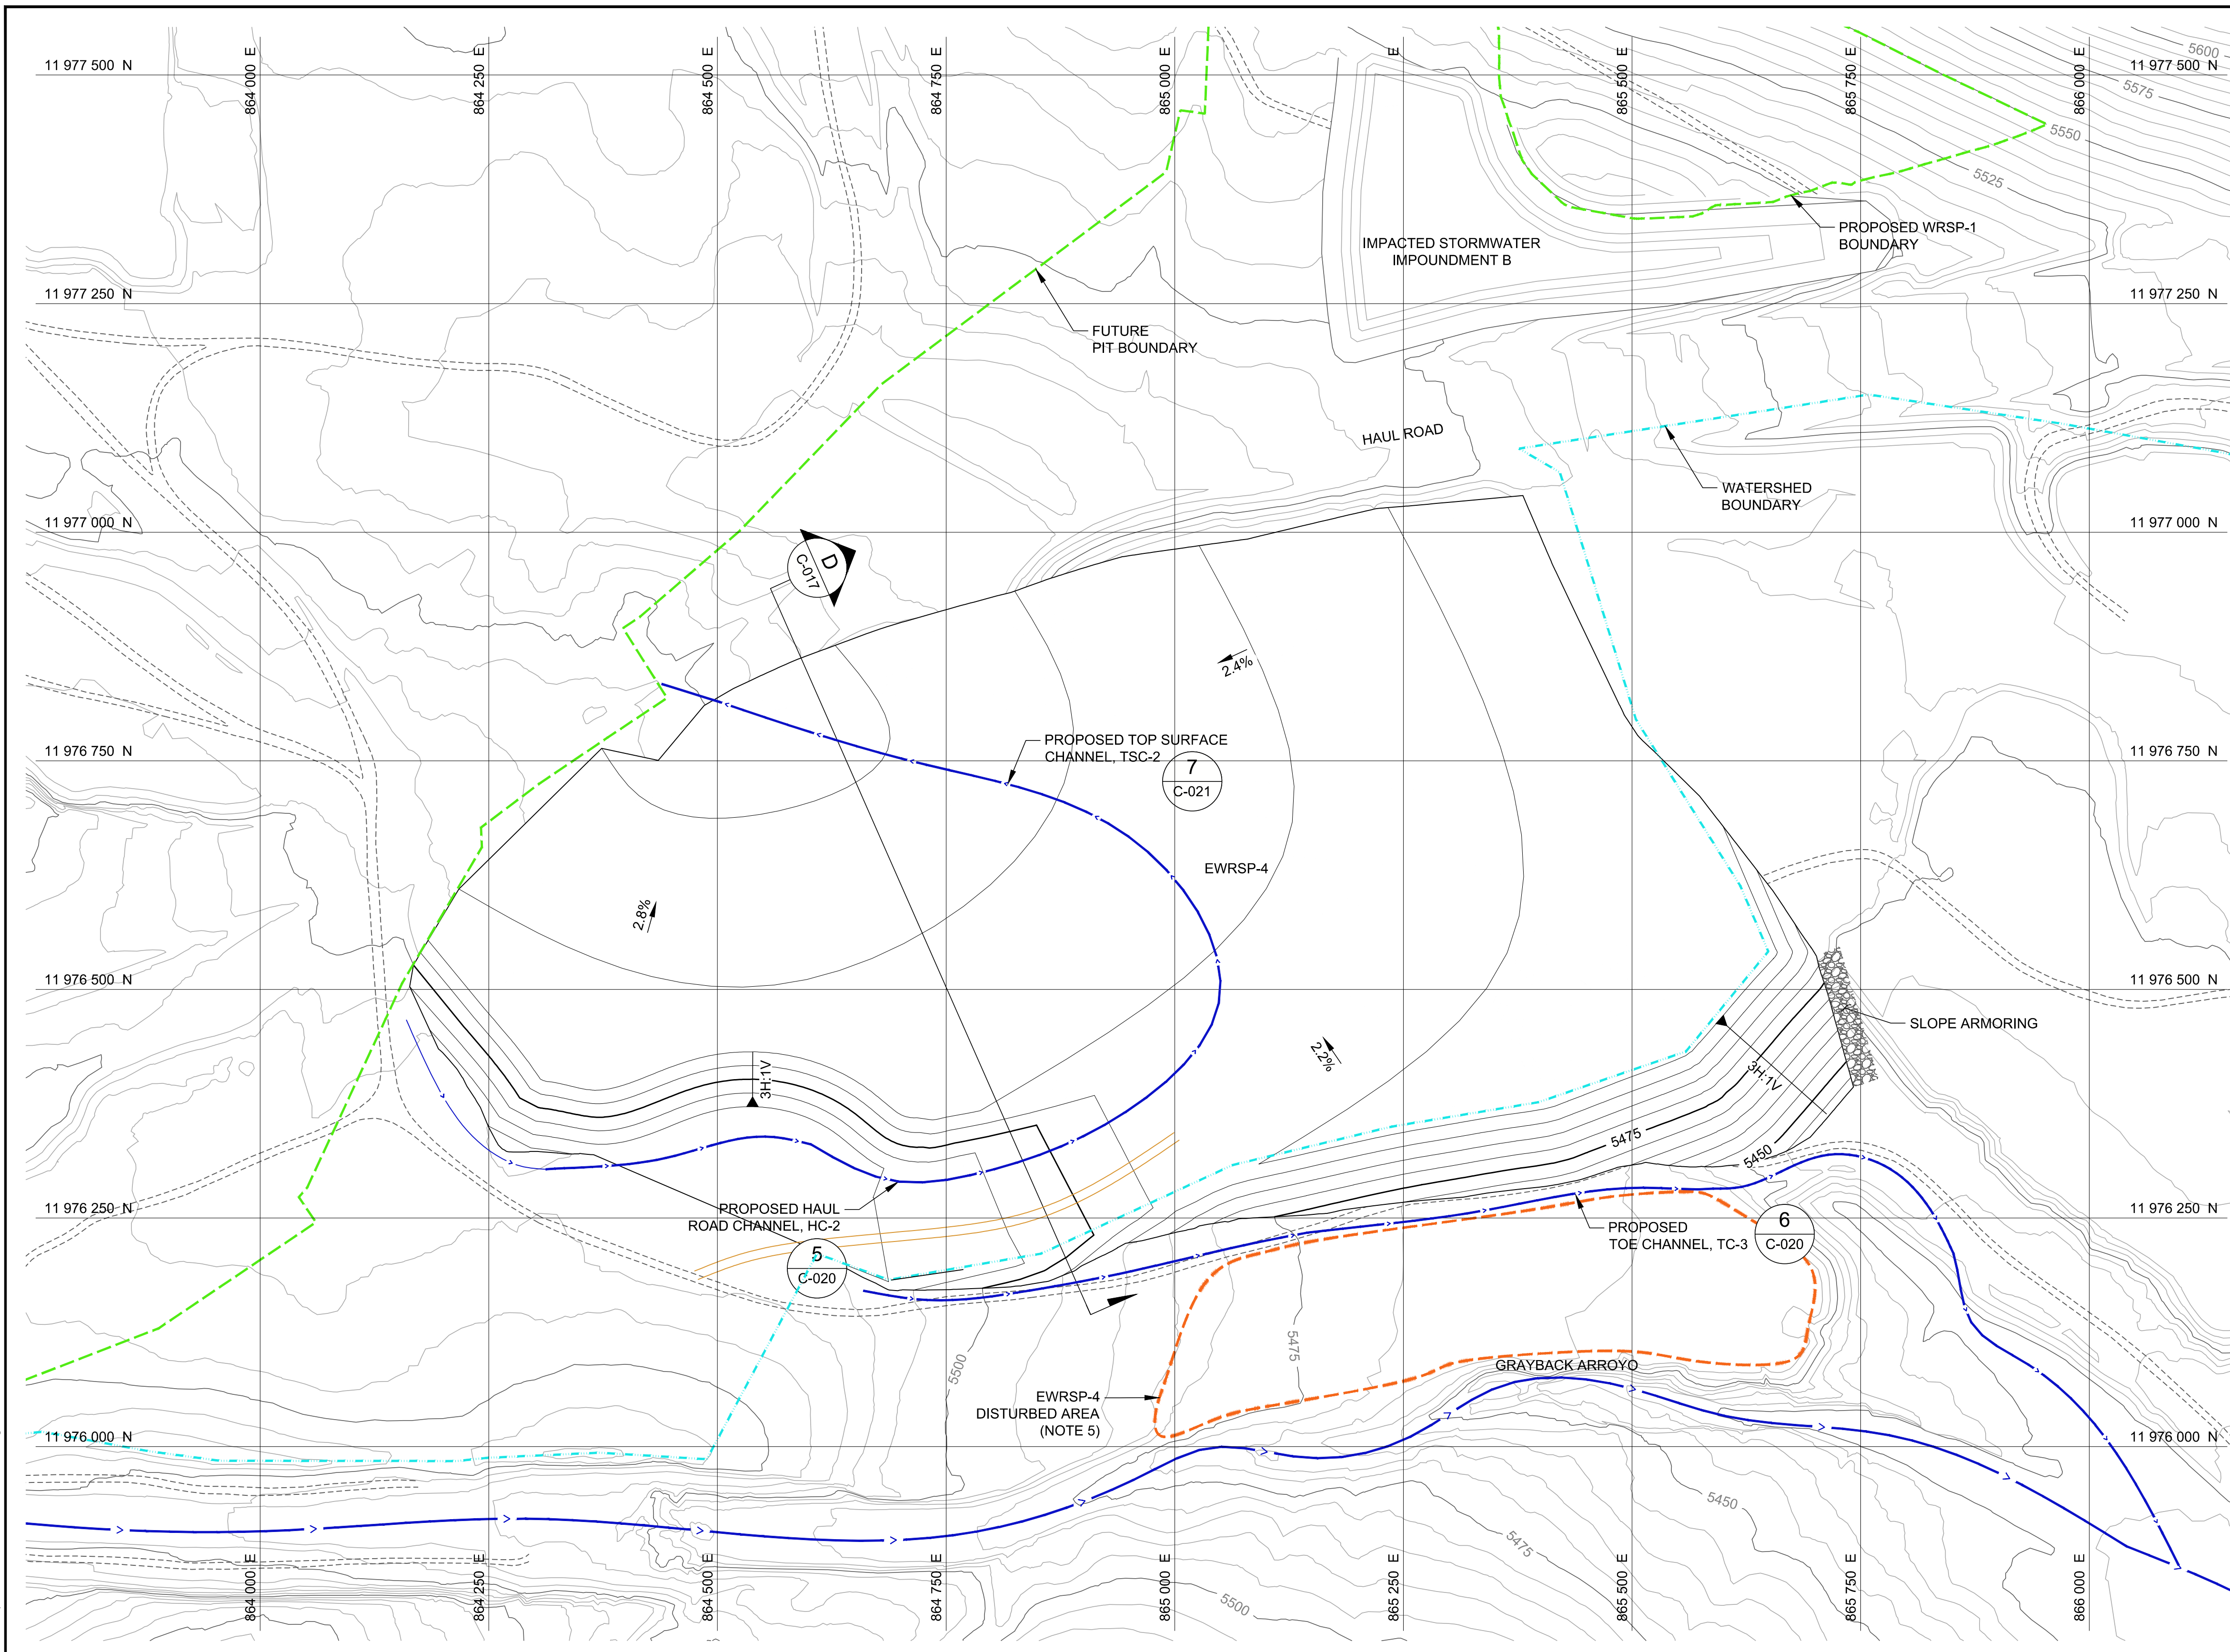 864 000 E
864 250 E
864 500 E
864 750 E
865 000 E
E
865 500 E
865 750 E
866 000 E
11 977 500 N
11 977 500 N
5600
5575
5550
5525
PROPOSED WRSP-1
BOUNDARY
IMPACTED STORMWATER
IMPOUNDMENT B
11 977 250 N
11 977 250 N
FUTURE
PIT BOUNDARY
HAUL ROAD
WATERSHED
BOUNDARY
11 977 000 N
11 977 000 N
D
C-017
2.4%
PROPOSED TOP SURFACE
CHANNEL, TSC-2
11 976 750 N
11 976 750 N
7
C-021
EWRSP-4
2.8%
11 976 500 N
11 976 500 N
SLOPE ARMORING
2.2%
3H:1V
3H:1V
5475
5450
PROPOSED HAUL
ROAD CHANNEL, HC-2
11 976 250 N
11 976 250 N
PROPOSED
TOE CHANNEL, TC-3
6
C-020
5
C-020
5500
5475
GRAYBACK ARROYO
EWRSP-4
DISTURBED AREA
(NOTE 5)
11 976 000 N
11 976 000 N
5450
5475
5500
864 000 E
864 250 E
864 500 E
864 750 E
865 000 E
865 250 E
865 500 E
865 750 E
866 000 E